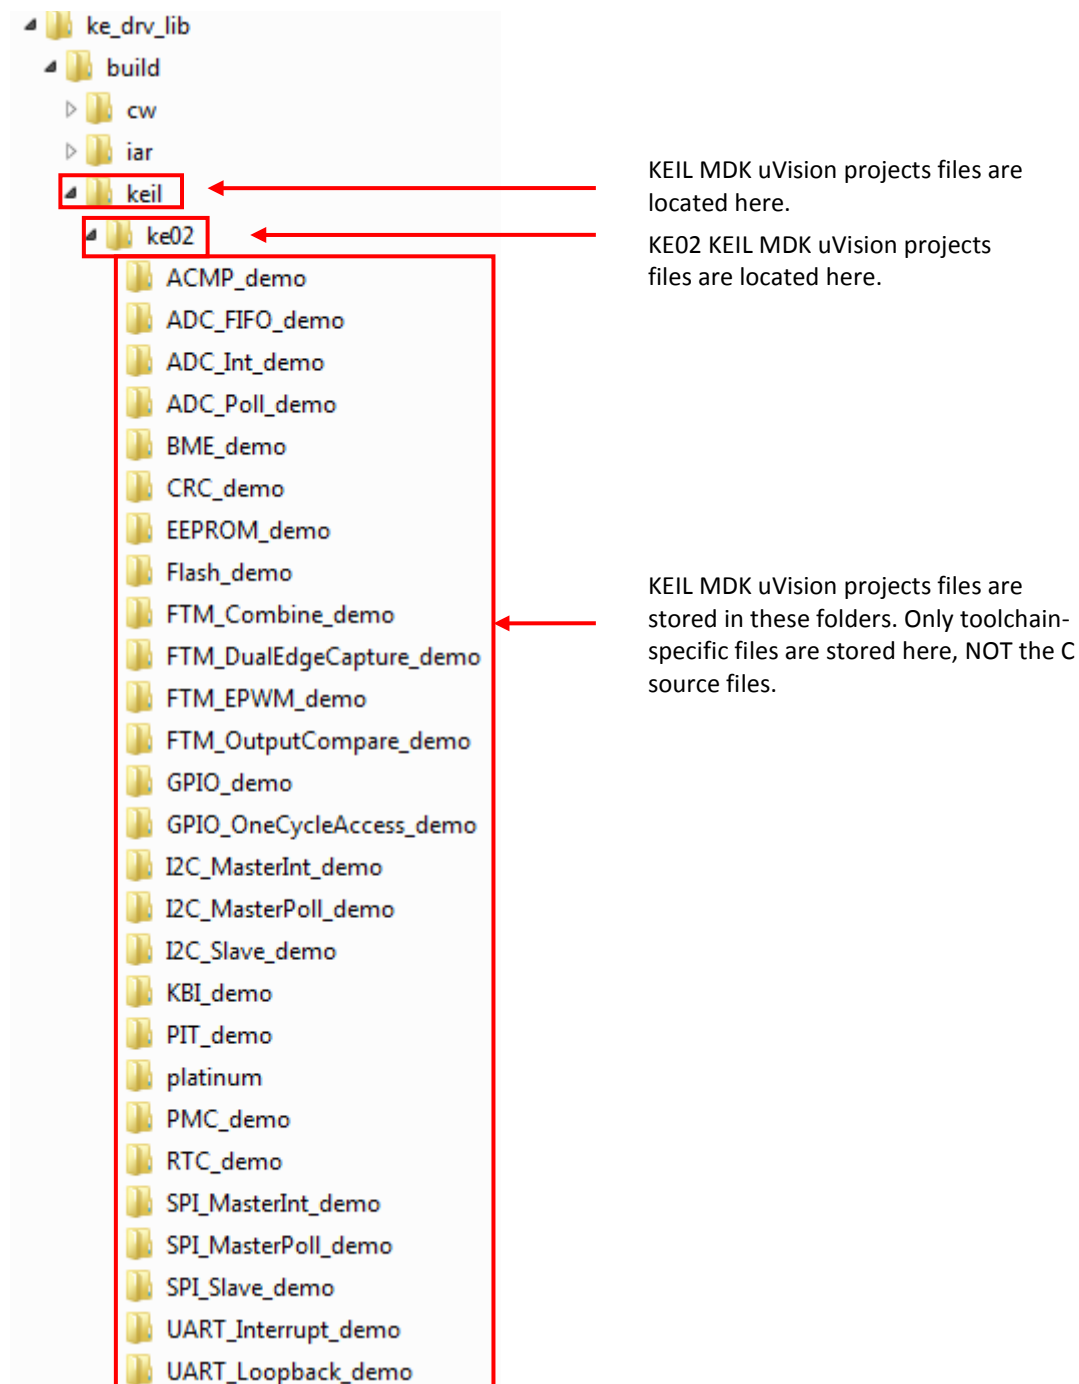 ke_drv_lib
build
cw
iar
keil
KEIL MDK uVision projects files are
located here.
ke02
KE02 KEIL MDK uVision projects
files are located here.
ACMP_demo
ADC_FIFO_demo
ADC_Int_demo
ADC_Poll_demo
BME_demo
CRC_demo
EEPROM_demo
Flash_demo
FTM_Combine_demo
FTM_DualEdgeCapture_demo
FTM_EPWM_demo
FTM_OutputCompare_demo
KEIL MDK uVision projects files are
stored in these folders. Only toolchain-
specific files are stored here, NOT the C
source files.
GPIO_demo
GPIO_OneCycleAccess_demo
I2C_MasterInt_demo
I2C_MasterPoll_demo
I2C_Slave_demo
KBI_demo
PIT_demo
platinum
PMC_demo
RTC_demo
SPI_MasterInt_demo
SPI_MasterPoll_demo
SPI_Slave_demo
UART_Interrupt_demo
UART_Loopback_demo